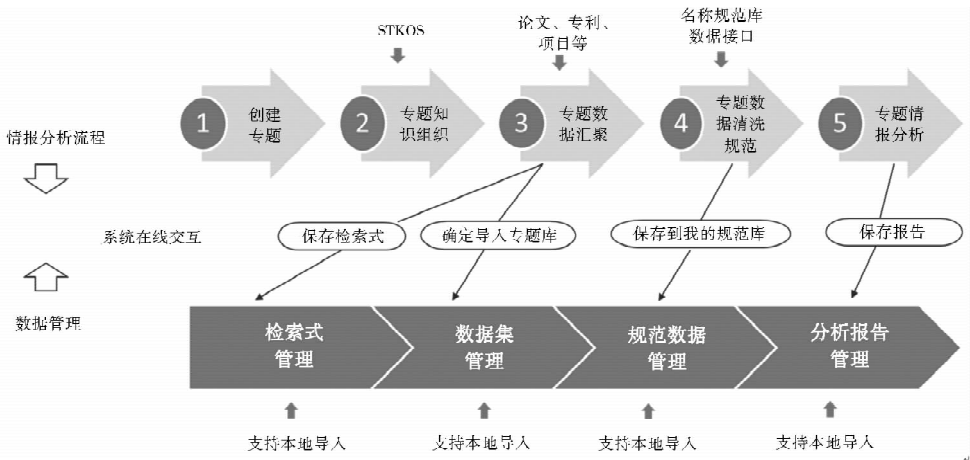 STKOS
论文、专利、
项目等
名称规范库
数据接口
情报分析流程
1
创建
专题
2
专题知
识组织
3
专题数
据汇聚
4
专题数
据清洗
规范
5
专题情
报分析
系统在线交互
保存检索式
确定导入专题库
保存到我的规范库
保存报告
数据管理
检索式
管理
数据集
管理
规范数据
管理
分析报告
管理
支持本地导入
支持本地导入
支持本地导入
支持本地导入